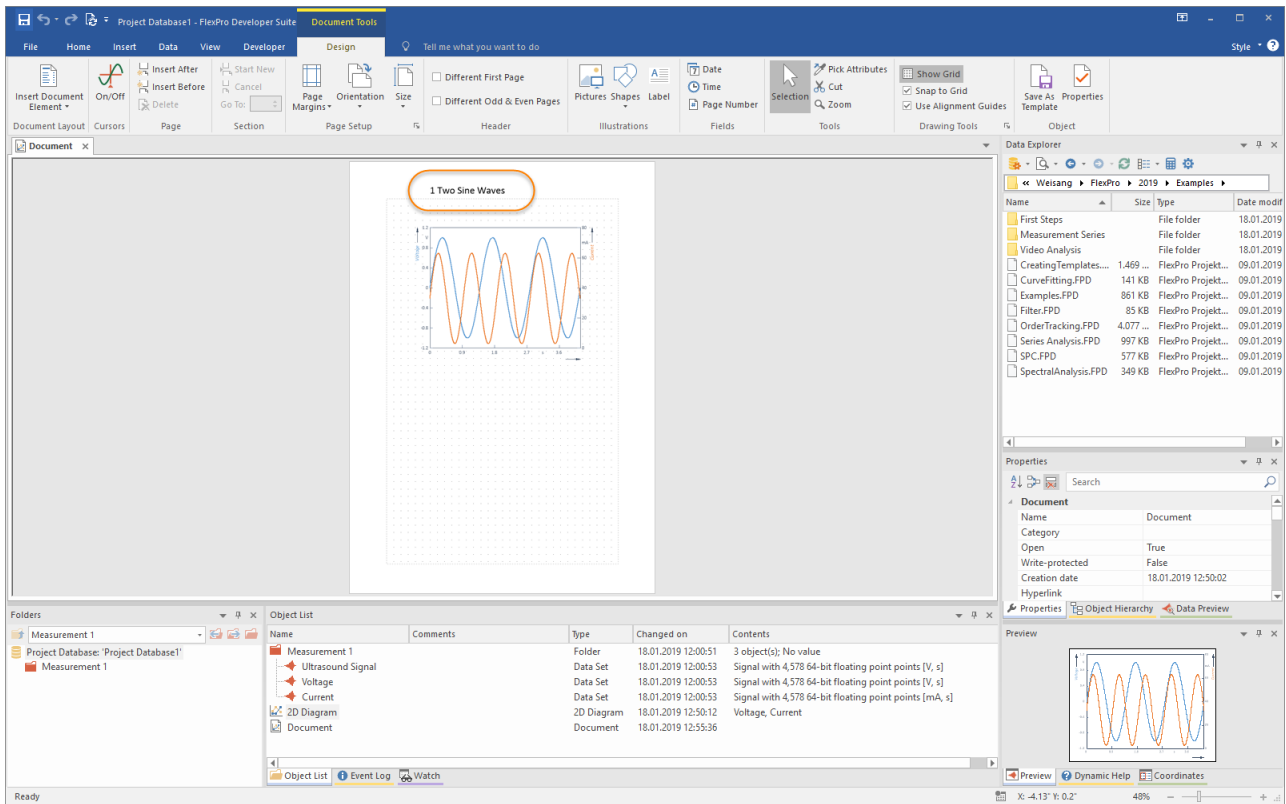 Project Database1 - FlexPro Developer Suite
Document Tools
File Home Insert Data View Developer Design Tell me what you want to do Style
Insert Document Element
On/Off
Insert After
Insert Before
Delete
Start New
Cancel
Go To:
Page Margins
Orientation
Size
Different First Page
Different Odd & Even Pages
Pictures Shapes Label
Date
Time
Page Number
Selection
Pick Attributes
Cut
Zoom
Show Grid
Snap to Grid
Use Alignment Guides
Save As Template
Properties
Document Layout Cursors Page Section Page Setup Header Illustrations Fields Tools Drawing Tools Object
Document
1 Two Sine Waves
Voltage
Current
0 0.9 1.8 2.7 s 3.6
Data Explorer
« Weisang FlexPro 2019 Examples
Name Size Type Date modif
First Steps File folder 18.01.2019
Measurement Series File folder 18.01.2019
Video Analysis File folder 18.01.2019
CreatingTemplates.... 1.469 ... FlexPro Projekt... 09.01.2019
CurveFitting.FPD 141 KB FlexPro Projekt... 09.01.2019
Examples.FPD 861 KB FlexPro Projekt... 09.01.2019
Filter.FPD 85 KB FlexPro Projekt... 09.01.2019
OrderTracking.FPD 4.077 ... FlexPro Projekt... 09.01.2019
Series Analysis.FPD 997 KB FlexPro Projekt... 09.01.2019
SPC.FPD 577 KB FlexPro Projekt... 09.01.2019
SpectralAnalysis.FPD 349 KB FlexPro Projekt... 09.01.2019
Properties
Search
Document
Name Document
Category
Open True
Write-protected False
Creation date 18.01.2019 12:50:02
Hyperlink
Properties Object Hierarchy Data Preview
Folders
Measurement 1
Project Database: 'Project Database1'
Measurement 1
Object List
Name Comments Type Changed on Contents
Measurement 1 Folder 18.01.2019 12:00:51 3 object(s); No value
Ultrasound Signal Data Set 18.01.2019 12:00:53 Signal with 4,578 64-bit floating point points [V, s]
Voltage Data Set 18.01.2019 12:00:53 Signal with 4,578 64-bit floating point points [V, s]
Current Data Set 18.01.2019 12:00:53 Signal with 4,578 64-bit floating point points [mA, s]
2D Diagram 2D Diagram 18.01.2019 12:50:12 Voltage, Current
Document Document 18.01.2019 12:55:36
Object List Event Log Watch
Preview
Preview Dynamic Help Coordinates
Ready
X: -4.13" Y: 0.2" 48%